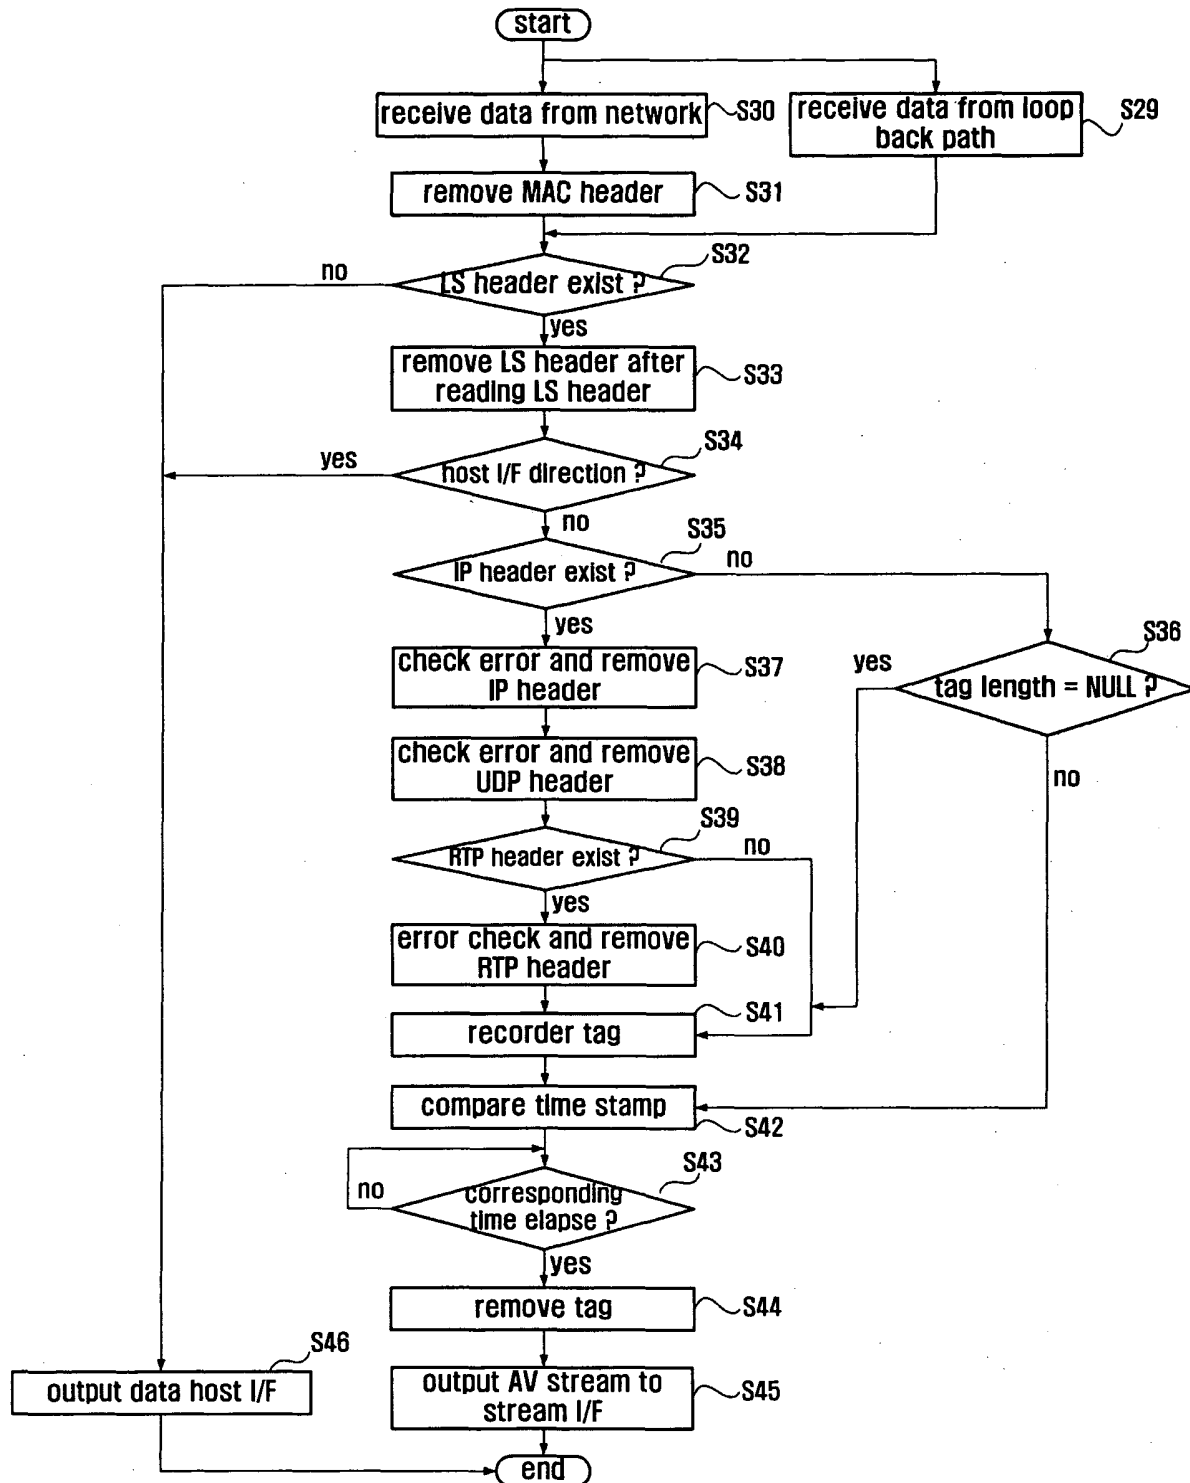 start
receive data from network
S30
receive data from loop
back path
S29
remove MAC header
S31
LS header exist ?
S32
no
yes
remove LS header after
reading LS header
S33
host I/F direction ?
S34
yes
no
IP header exist ?
S35
no
yes
tag length = NULL ?
S36
yes
no
check error and remove
IP header
S37
check error and remove
UDP header
S38
RTP header exist ?
S39
no
yes
error check and remove
RTP header
S40
recorder tag
S41
compare time stamp
S42
corresponding
time elapse ?
S43
no
yes
remove tag
S44
output data host I/F
S46
output AV stream to
stream I/F
S45
end